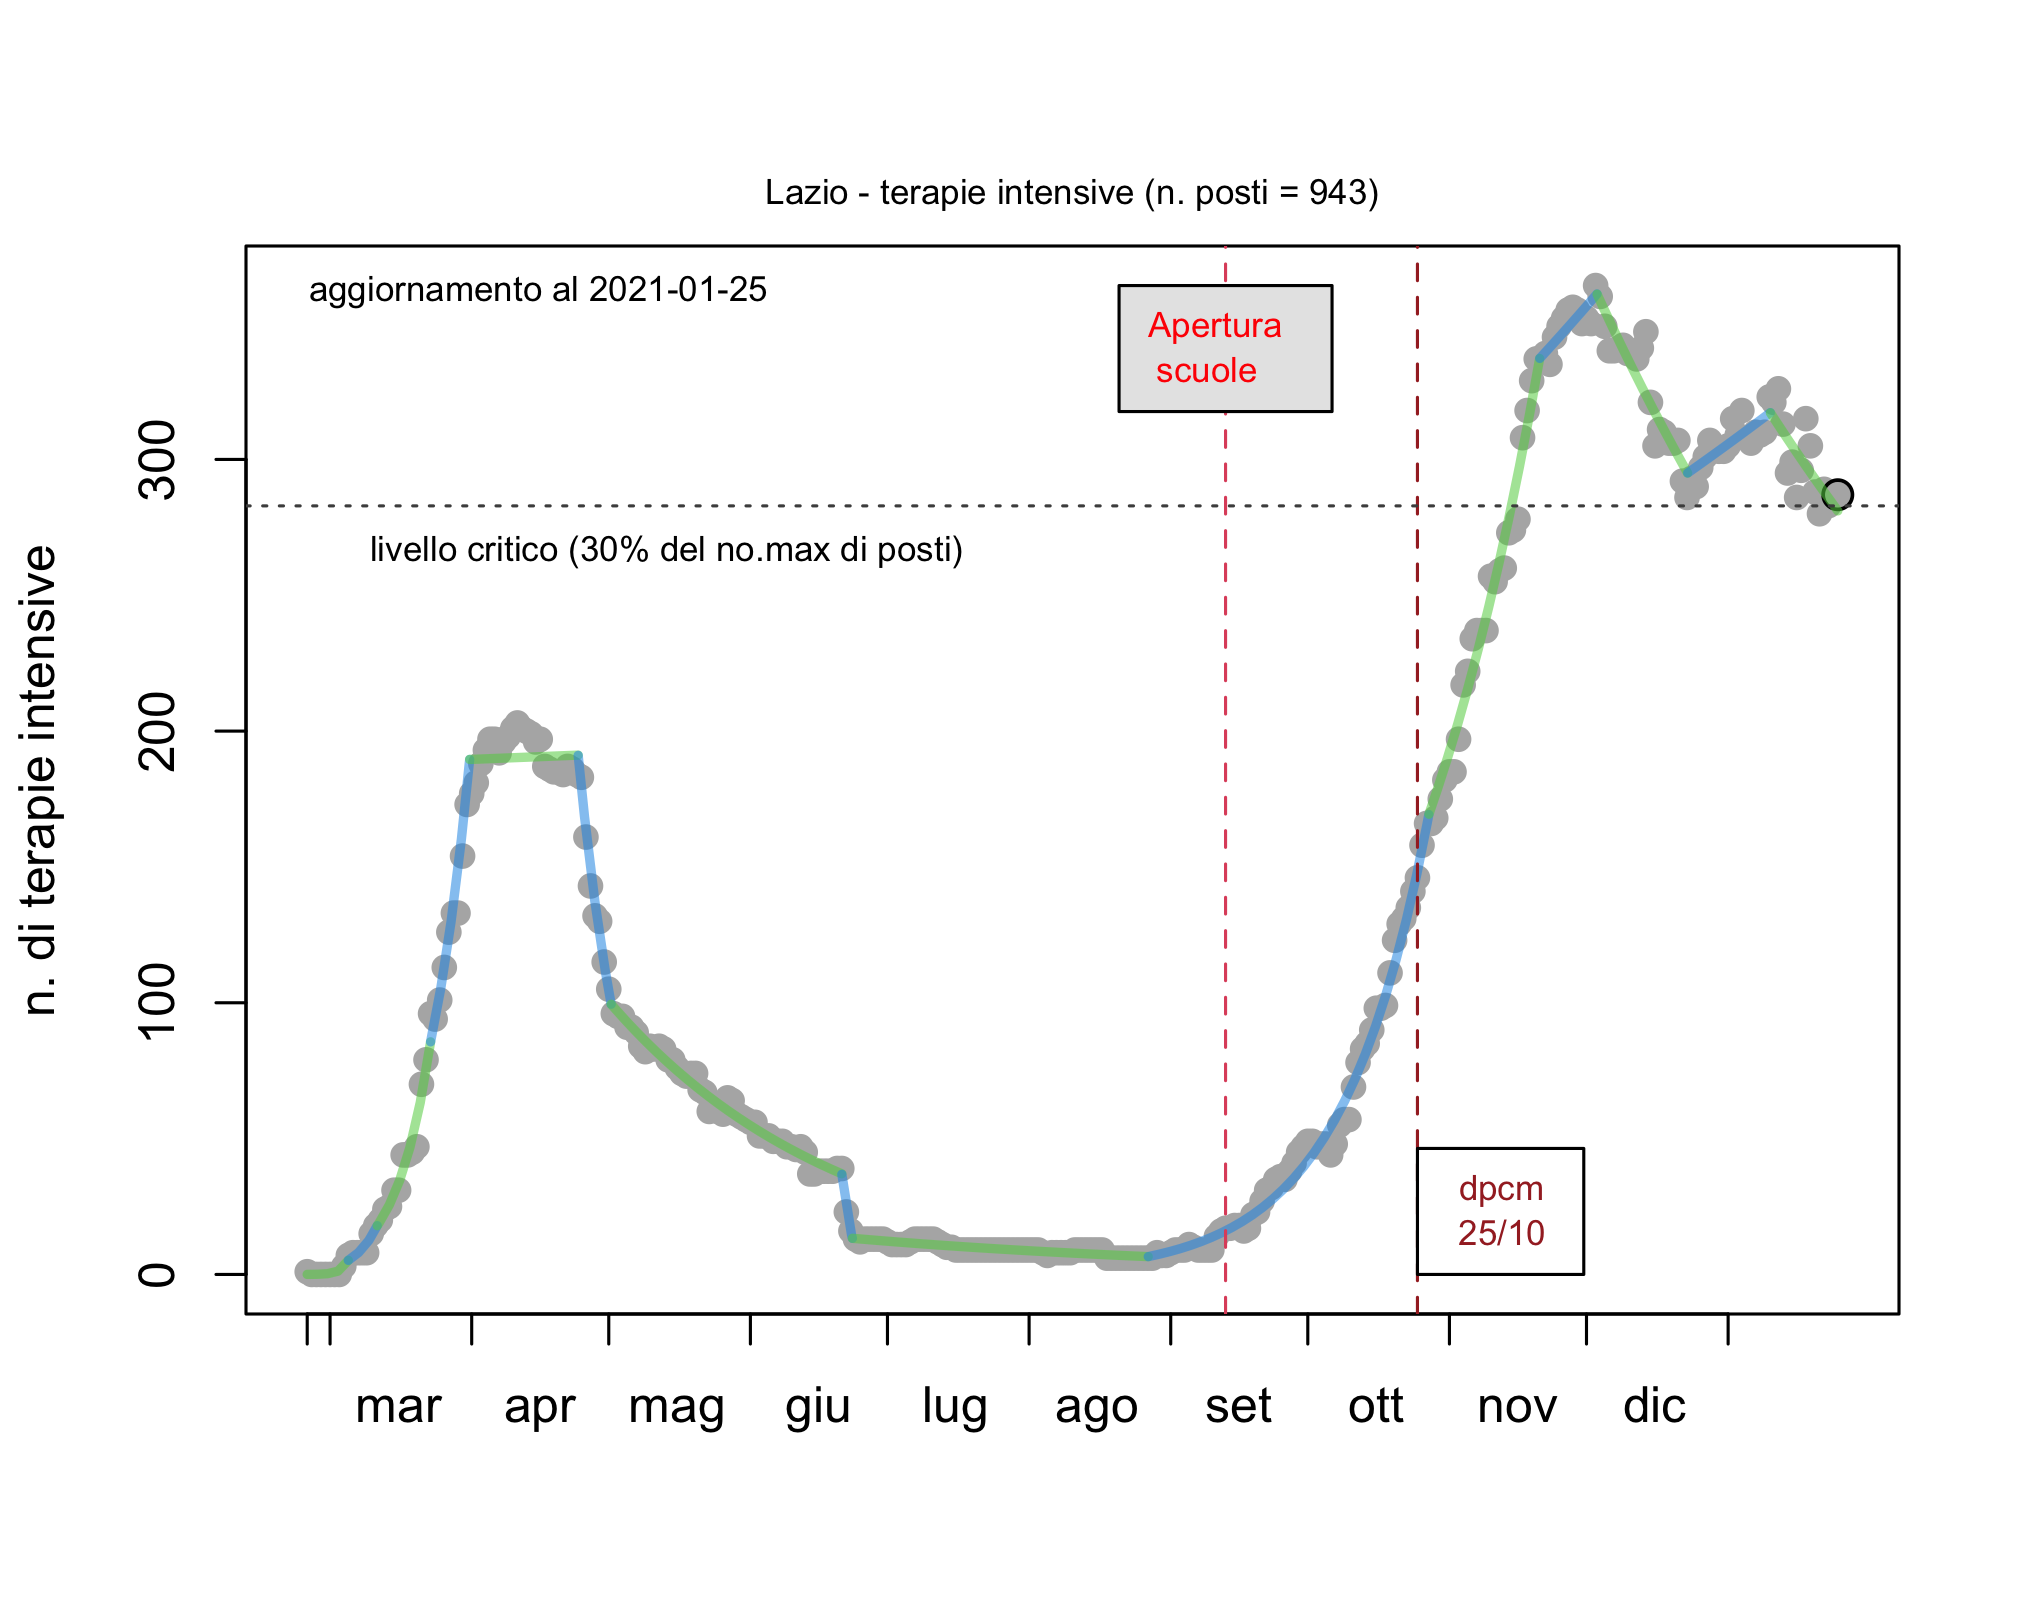 Lazio - terapie intensive (n. posti = 943)
aggiornamento al 2021-01-25
Apertura
scuole
livello critico (30% del no.max di posti)
dpcm
25/10
n. di terapie intensive
300
200
100
0
mar apr mag giu lug ago set ott nov dic